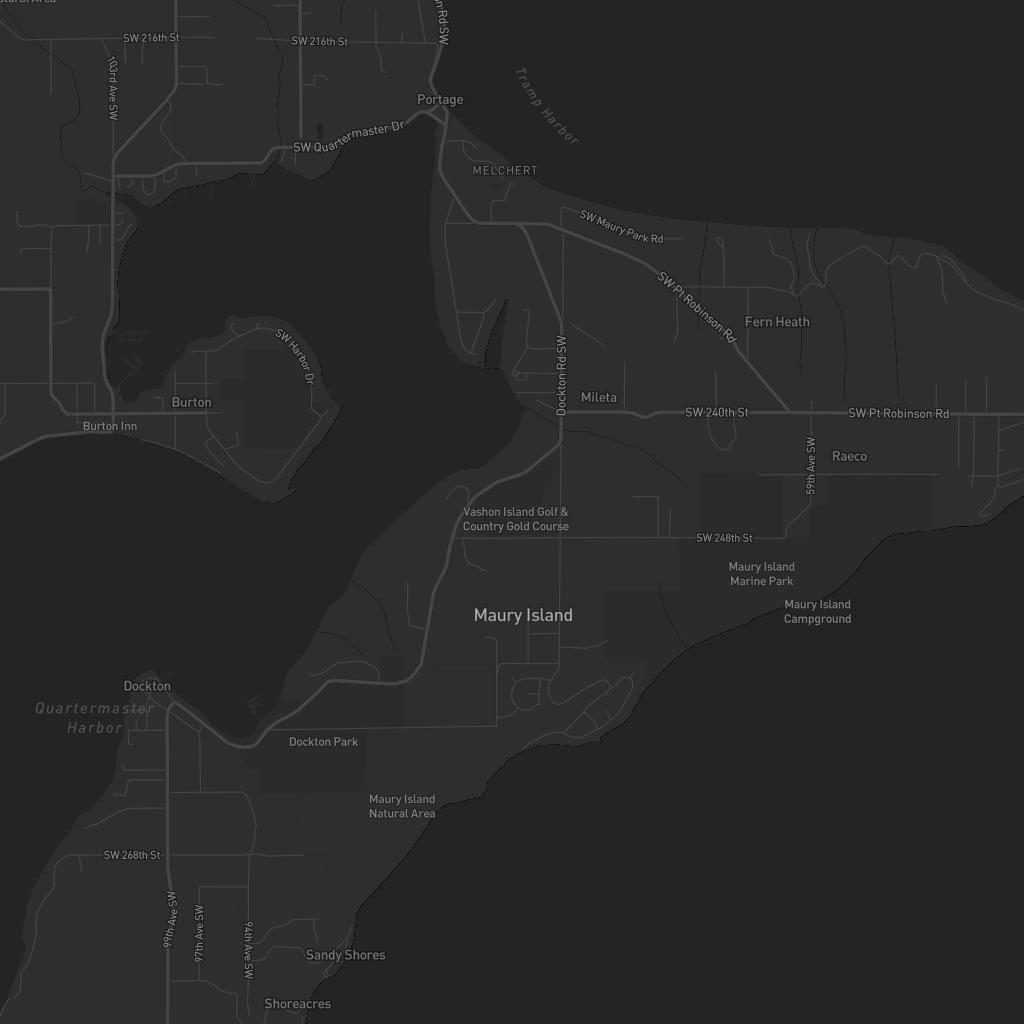 tural Area
SW 216th St
SW 216th St
n Rd SW
103rd Ave SW
Portage
Tramp Harbor
SW Quartermaster Dr
MELCHERT
SW Maury Park Rd
SW Pt Robinson Rd
Fern Heath
SW Harbor Dr
Dockton Rd SW
Burton
Mileta
SW 240th St
SW Pt Robinson Rd
Burton Inn
59th Ave SW
Raeco
Vashon Island Golf &
Country Gold Course
SW 248th St
Maury Island
Marine Park
Maury Island
Campground
Maury Island
Dockton
Quartermaster
Harbor
Dockton Park
Maury Island
Natural Area
SW 268th St
99th Ave SW
97th Ave SW
94th Ave SW
Sandy Shores
Shoreacres